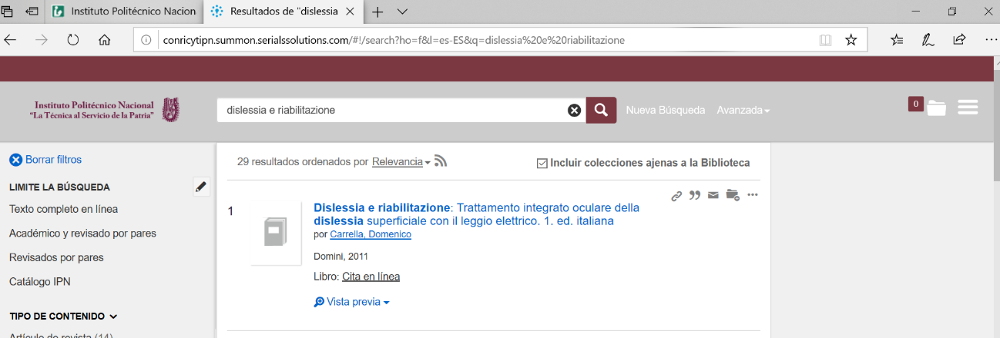 Instituto Politécnico Nacion
Resultados de "dislessia
conricytipn.summon.serialssolutions.com/#!/search?ho=f&l=es-ES&q=dislessia%20e%20riabilitazione
Instituto Politécnico Nacional
"La Técnica al Servicio de la Patria"
dislessia e riabilitazione
Nueva Búsqueda
Avanzada
0
Borrar filtros
LIMITE LA BÚSQUEDA
Texto completo en línea
Académico y revisado por pares
Revisados por pares
Catálogo IPN
TIPO DE CONTENIDO
Artículo de revista (14)
29 resultados ordenados por Relevancia
Incluir colecciones ajenas a la Biblioteca
1
Dislessia e riabilitazione: Trattamento integrato oculare della
dislessia superficiale con il leggio elettrico. 1. ed. italiana
por Carrella, Domenico
Domini, 2011
Libro: Cita en línea
Vista previa